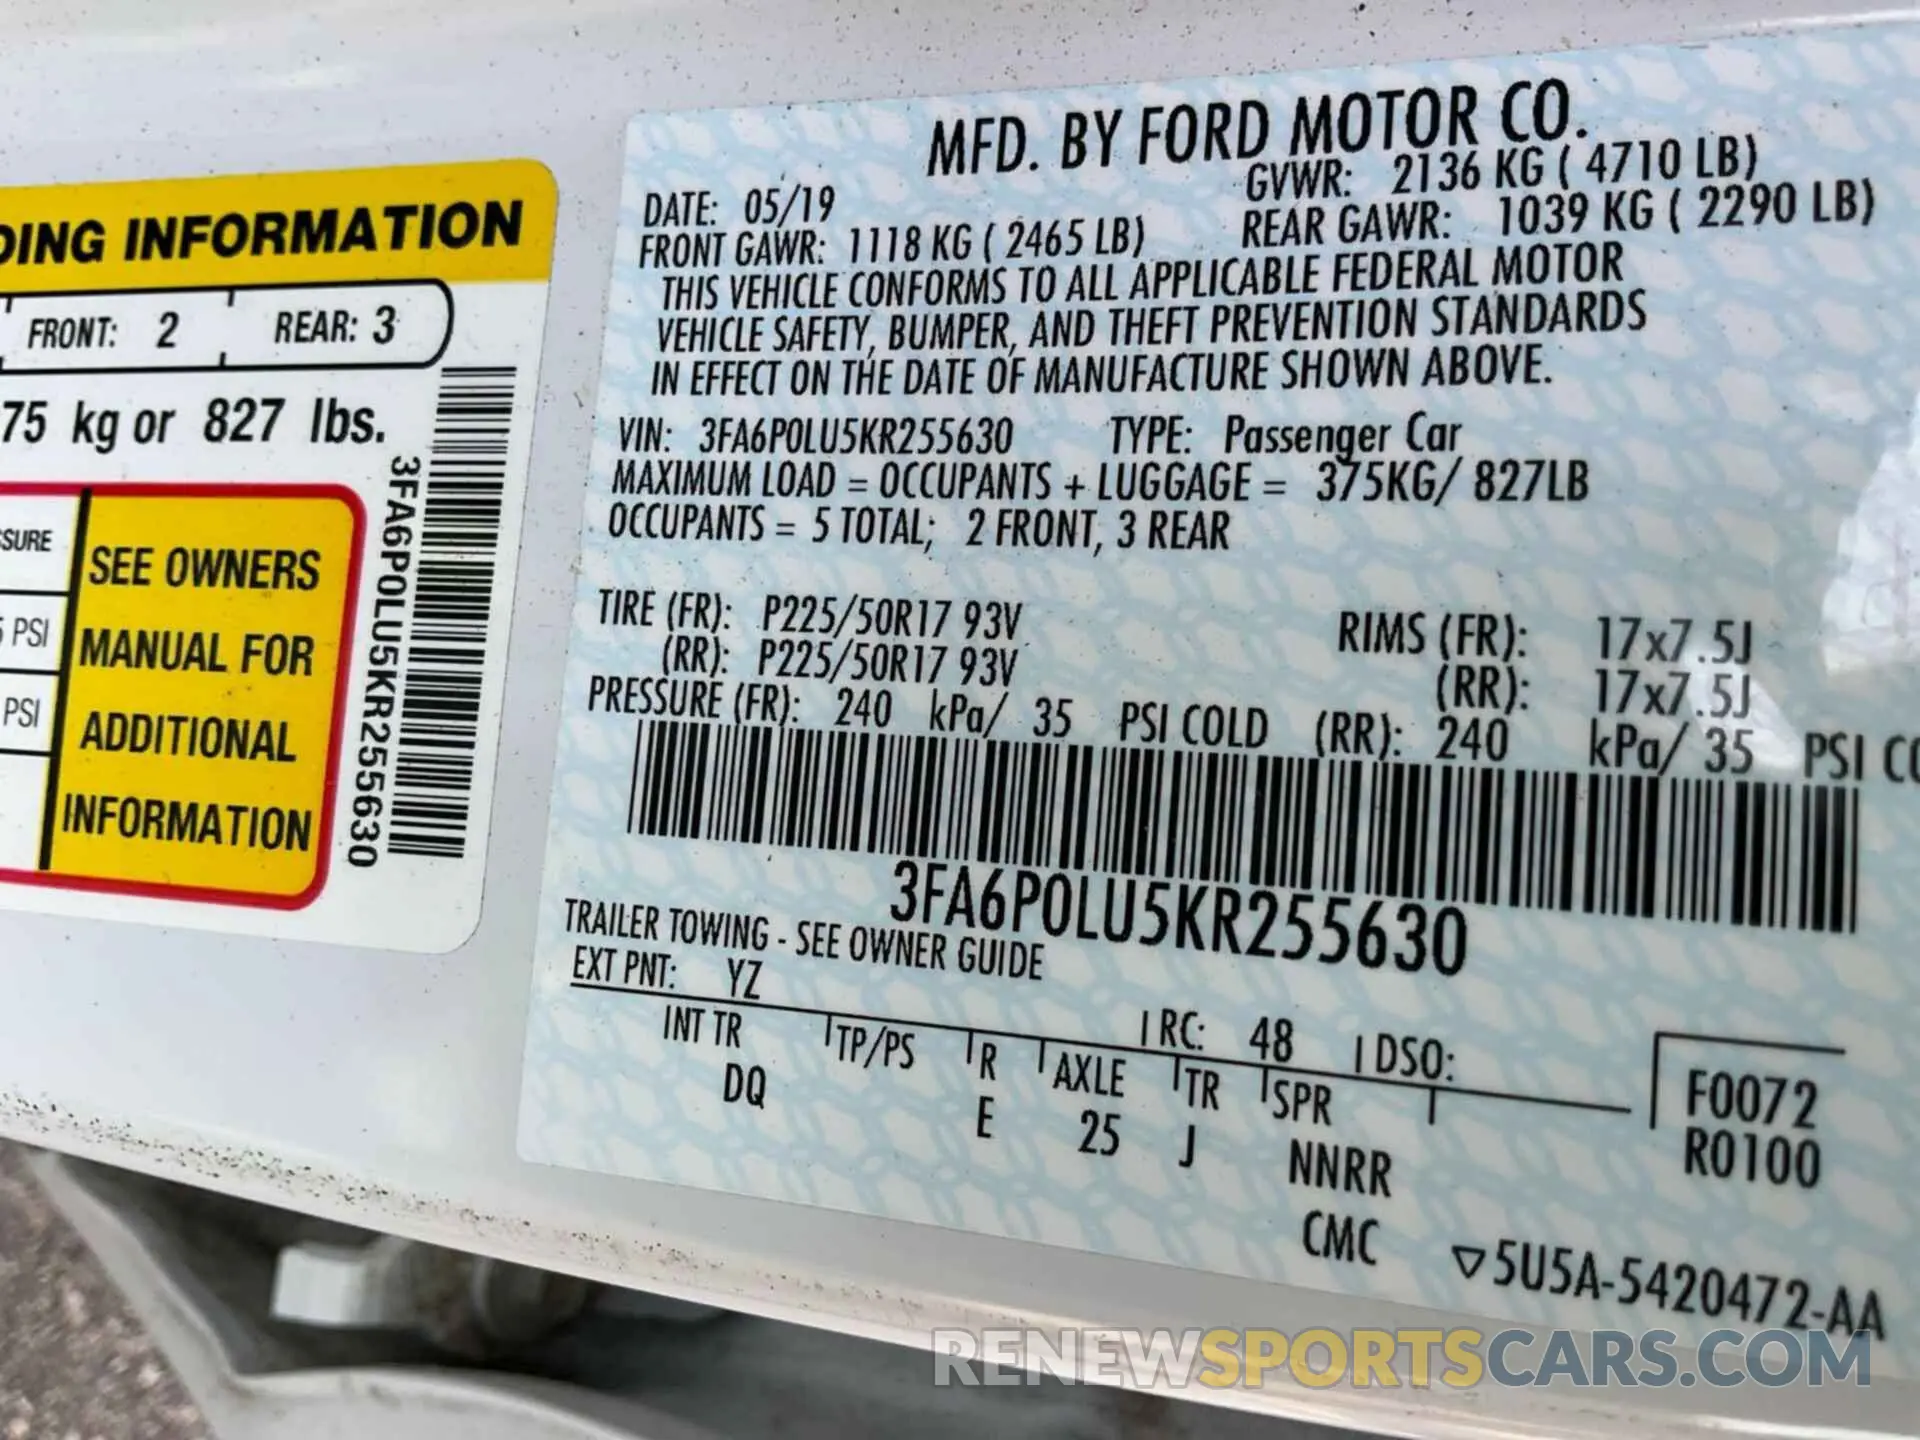 DING INFORMATION
FRONT: 2 REAR: 3
75 kg or 827 lbs.
SURE
5 PSI
PSI
SEE OWNERS
MANUAL FOR
ADDITIONAL
INFORMATION
3FA6P0LU5KR255630
MFD. BY FORD MOTOR CO.
DATE: 05/19 GVWR: 2136 KG ( 4710 LB)
FRONT GAWR: 1118 KG ( 2465 LB) REAR GAWR: 1039 KG ( 2290 LB)
THIS VEHICLE CONFORMS TO ALL APPLICABLE FEDERAL MOTOR
VEHICLE SAFETY, BUMPER, AND THEFT PREVENTION STANDARDS
IN EFFECT ON THE DATE OF MANUFACTURE SHOWN ABOVE.
VIN: 3FA6P0LU5KR255630 TYPE: Passenger Car
MAXIMUM LOAD = OCCUPANTS + LUGGAGE = 375KG/ 827LB
OCCUPANTS = 5 TOTAL; 2 FRONT, 3 REAR
TIRE (FR): P225/50R17 93V RIMS (FR): 17x7.5J
(RR): P225/50R17 93V (RR): 17x7.5J
PRESSURE (FR): 240 kPa/ 35 PSI COLD (RR): 240 kPa/ 35 PSI CO
3FA6P0LU5KR255630
TRAILER TOWING - SEE OWNER GUIDE
EXT PNT: YZ RC: 48 DSO:
INT TR TP/PS R AXLE TR SPR F0072
DQ E 25 J NNRR R0100
CMC
5U5A-5420472-AA
RENEWSPORTSCARS.COM